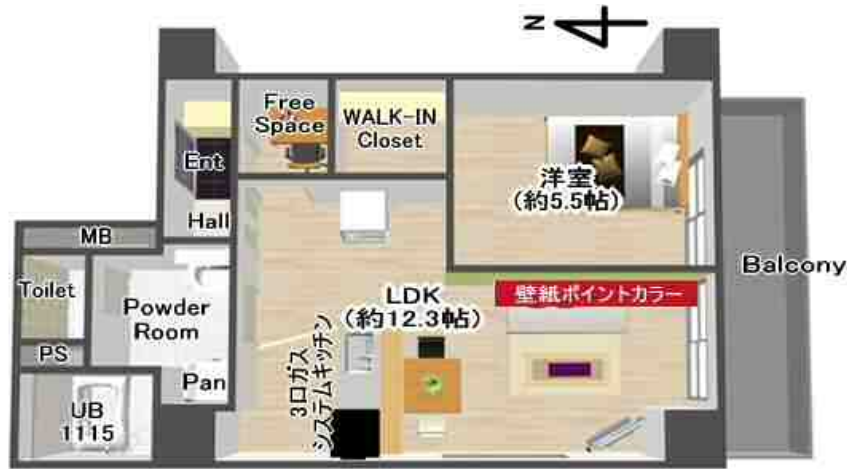 N
Free
Space
WALK-IN
Closet
Ent
洋室
(約5.5帖)
Hall
MB
Balcony
Toilet
LDK
(約12.3帖)
壁紙ポイントカラー
Powder
Room
PS
3口ガス
システムキッチン
Pan
UB
1115